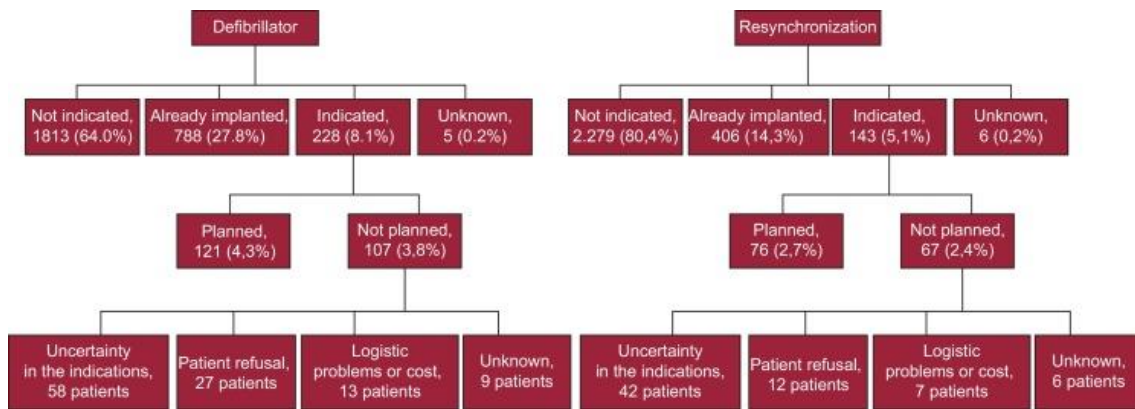 Defibrillator
Not indicated,
1813 (64.0%)
Already implanted,
788 (27.8%)
Indicated,
228 (8.1%)
Unknown,
5 (0.2%)
Planned,
121 (4,3%)
Not planned,
107 (3,8%)
Uncertainty
in the indications,
58 patients
Patient refusal,
27 patients
Logistic
problems or cost,
13 patients
Unknown,
9 patients
Resynchronization
Not indicated,
2.279 (80,4%)
Already implanted,
406 (14,3%)
Indicated,
143 (5,1%)
Unknown,
6 (0,2%)
Planned,
76 (2,7%)
Not planned,
67 (2,4%)
Uncertainty
in the indications,
42 patients
Patient refusal,
12 patients
Logistic
problems or cost,
7 patients
Unknown,
6 patients